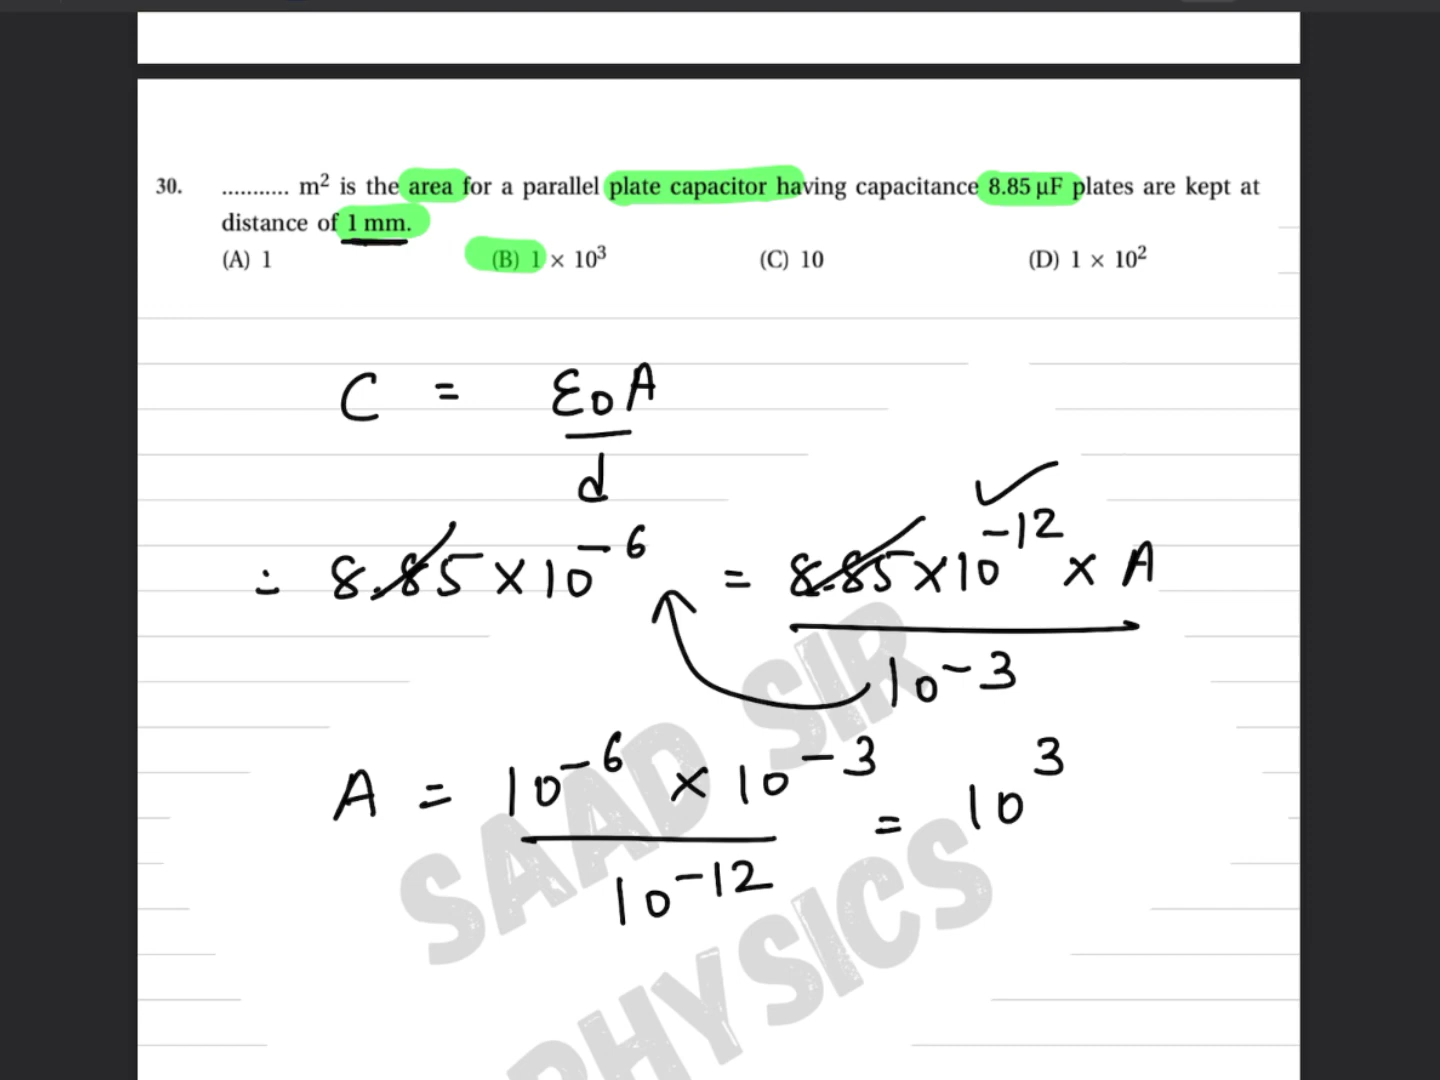 30. ........... m² is the area for a parallel plate capacitor having capacitance 8.85 μF plates are kept at
distance of 1 mm.
(A) 1 (B) 1 × 10³ (C) 10 (D) 1 × 10²
C = ε₀A
d
∴ 8.85 × 10⁻⁶ = 8.85 × 10⁻¹² × A
10⁻³
A = 10⁻⁶ × 10⁻³ = 10³
10⁻¹²
SAAD SIR
PHYSICS